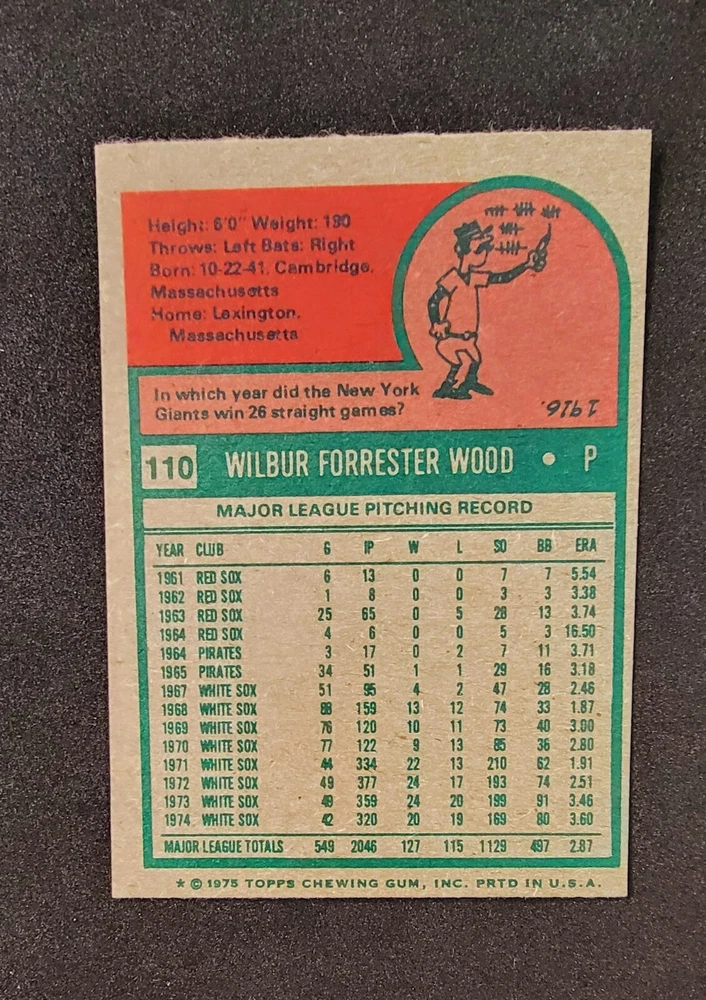 Height: 6'0" Weight: 190
Throws: Left Bats: Right
Born: 10-22-41, Cambridge,
Massachusetts
Home: Lexington,
Massachusetts
In which year did the New York
Giants win 26 straight games?
1916.
110 WILBUR FORRESTER WOOD • P
MAJOR LEAGUE PITCHING RECORD
YEAR CLUB G IP W L SO BB ERA
1961 RED SOX 6 13 0 0 7 7 5.54
1962 RED SOX 1 8 0 0 3 3 3.38
1963 RED SOX 25 65 0 5 28 13 3.74
1964 RED SOX 4 6 0 0 5 3 16.50
1964 PIRATES 3 17 0 2 7 11 3.71
1965 PIRATES 34 51 1 1 29 16 3.18
1967 WHITE SOX 51 95 4 2 47 28 2.46
1968 WHITE SOX 88 159 13 12 74 33 1.87
1969 WHITE SOX 76 120 10 11 73 40 3.00
1970 WHITE SOX 77 122 9 13 85 36 2.80
1971 WHITE SOX 44 334 22 13 210 62 1.91
1972 WHITE SOX 49 377 24 17 193 74 2.51
1973 WHITE SOX 49 359 24 20 199 91 3.46
1974 WHITE SOX 42 320 20 19 169 80 3.60
MAJOR LEAGUE TOTALS 549 2046 127 115 1129 497 2.87
* © 1975 TOPPS CHEWING GUM, INC. PRTD IN U.S.A.